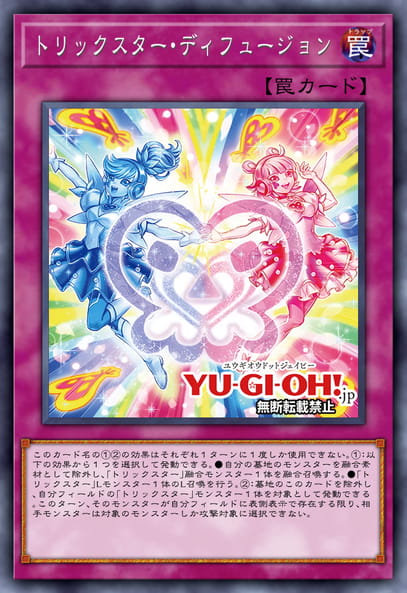 トリックスター・ディフュージョン
トラップ
罠
【罠カード】
ユウギオウドットジェイピー
YU-GI-OH!.jp
無断転載禁止
このカード名の①②の効果はそれぞれ1ターンに1度しか使用できない。①:以
下の効果から1つを選択して発動できる。●自分の墓地のモンスターを融合素
材として除外し、「トリックスター」融合モンスター1体を融合召喚する。●「ト
リックスター」LモンスターI体のL召喚を行う。②:墓地のこのカードを除外し
、自分フィールドの「トリックスター」モンスター1体を対象として発動できる。
このターン、そのモンスターが自分フィールドに表側表示で存在する限り、相
手モンスターは対象のモンスターしか攻撃対象に選択できない。